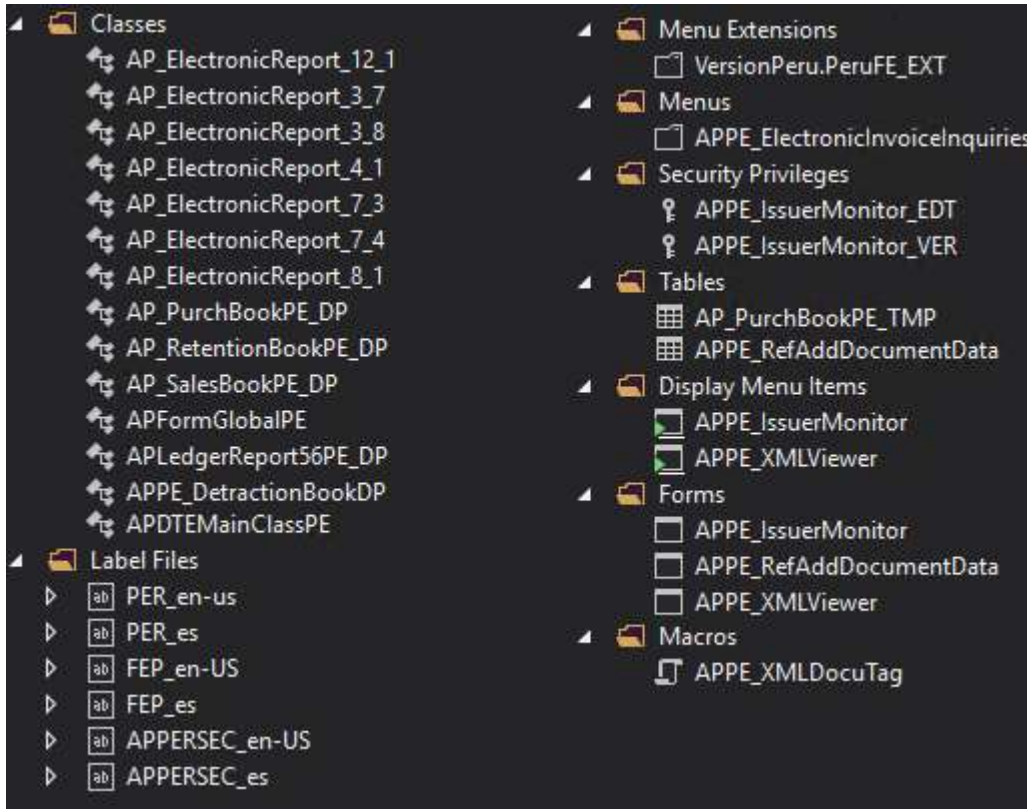 Classes
AP_ElectronicReport_12_1
AP_ElectronicReport_3_7
AP_ElectronicReport_3_8
AP_ElectronicReport_4_1
AP_ElectronicReport_7_3
AP_ElectronicReport_7_4
AP_ElectronicReport_8_1
AP_PurchBookPE_DP
AP_RetentionBookPE_DP
AP_SalesBookPE_DP
APFormGlobalPE
APLedgerReport56PE_DP
APPE_DetractionBookDP
APDTEMainClassPE
Label Files
PER_en-us
PER_es
FEP_en-US
FEP_es
APPERSEC_en-US
APPERSEC_es
Menu Extensions
VersionPeru.PeruFE_EXT
Menus
APPE_ElectronicInvoiceInquiries
Security Privileges
APPE_IssuerMonitor_EDT
APPE_IssuerMonitor_VER
Tables
AP_PurchBookPE_TMP
APPE_RefAddDocumentData
Display Menu Items
APPE_IssuerMonitor
APPE_XMLViewer
Forms
APPE_IssuerMonitor
APPE_RefAddDocumentData
APPE_XMLViewer
Macros
APPE_XMLDocuTag